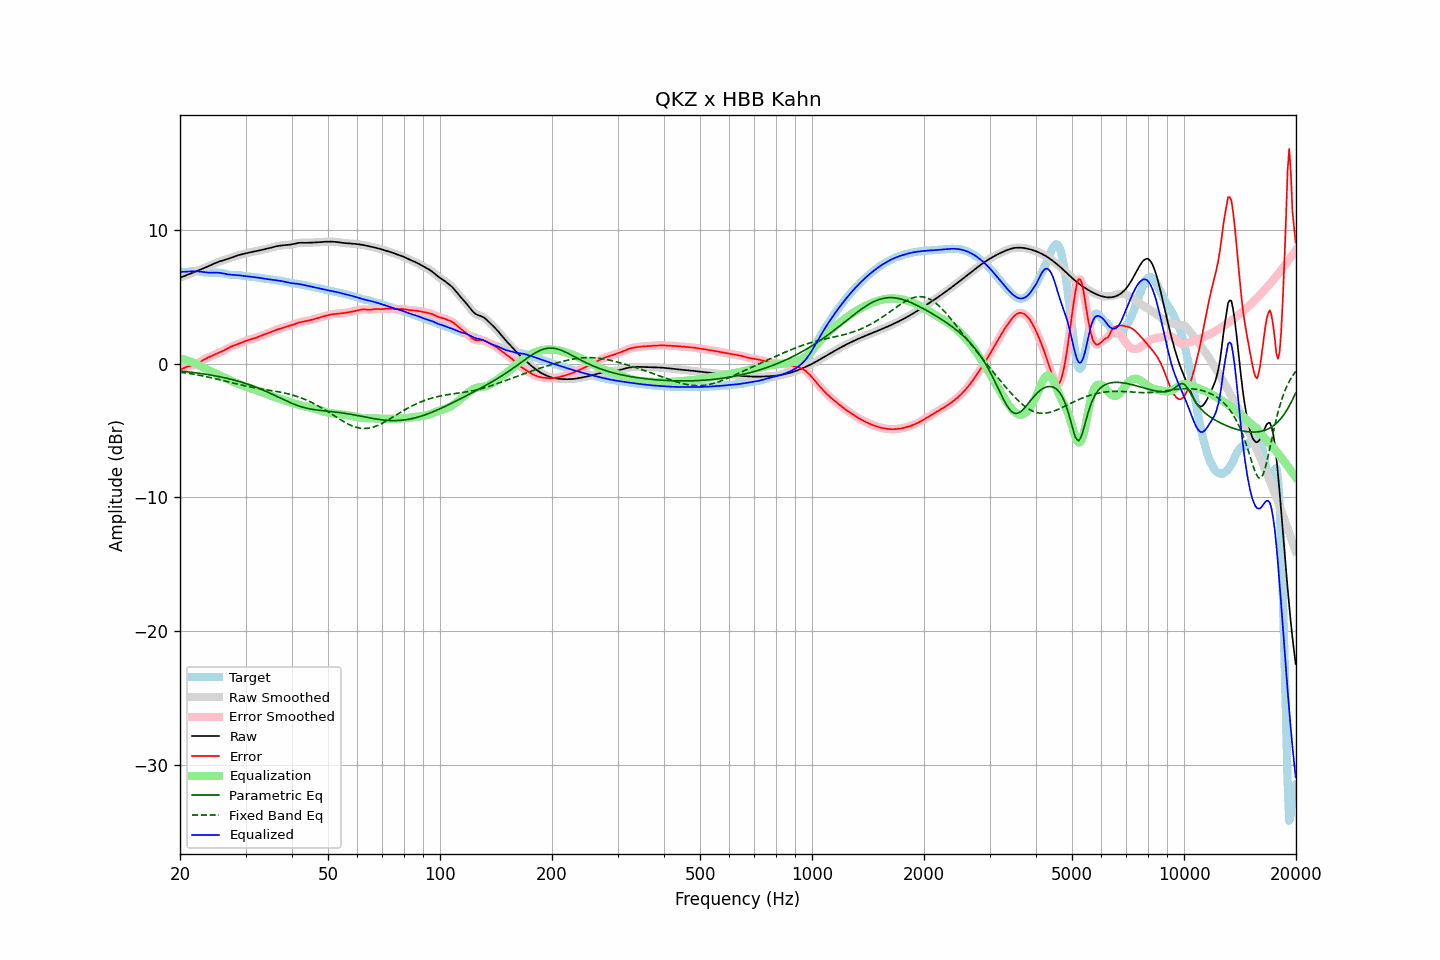 QKZ x HBB Kahn
Amplitude (dBr)
10
0
−10
−20
−30
Target
Raw Smoothed
Error Smoothed
Raw
Error
Equalization
Parametric Eq
Fixed Band Eq
Equalized
20 50 100 200 500 1000 2000 5000 10000 20000
Frequency (Hz)